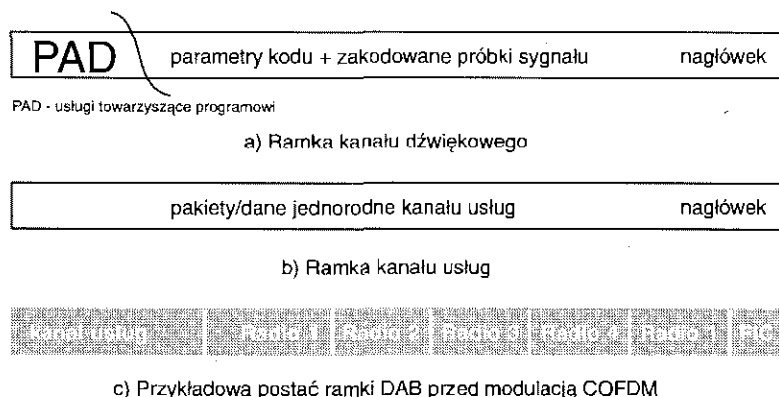 PAD parametry kodu + zakodowane próbki sygnału nagłówek
PAD - usługi towarzyszące programowi
a) Ramka kanału dźwiękowego
pakiety/dane jednorodne kanału usług nagłówek
b) Ramka kanału usług
kanał usług Radio 1 Radio 2 Radio 3 Radio 4 Radio 1 FIC
c) Przykładowa postać ramki DAB przed modulacją COFDM